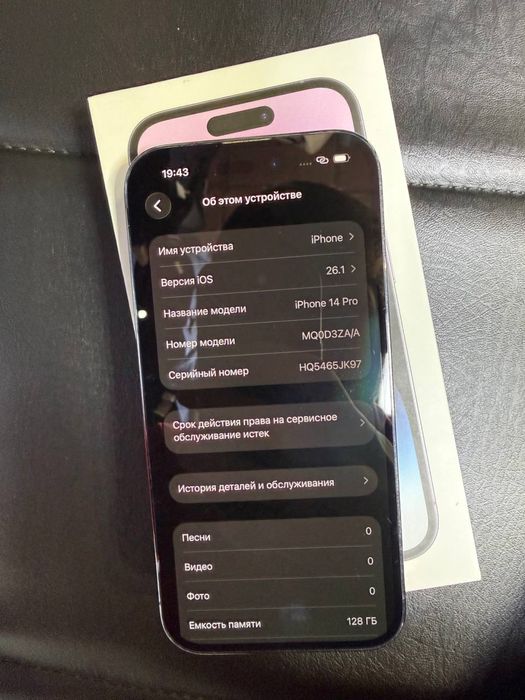 19:43
Об этом устройстве
Имя устройства iPhone
Версия iOS 26.1
Название модели iPhone 14 Pro
Номер модели MQ0D3ZA/A
Серийный номер HQ5465JK97
Срок действия права на сервисное
обслуживание истек
История деталей и обслуживания
Песни 0
Видео 0
Фото 0
Емкость памяти 128 ГБ